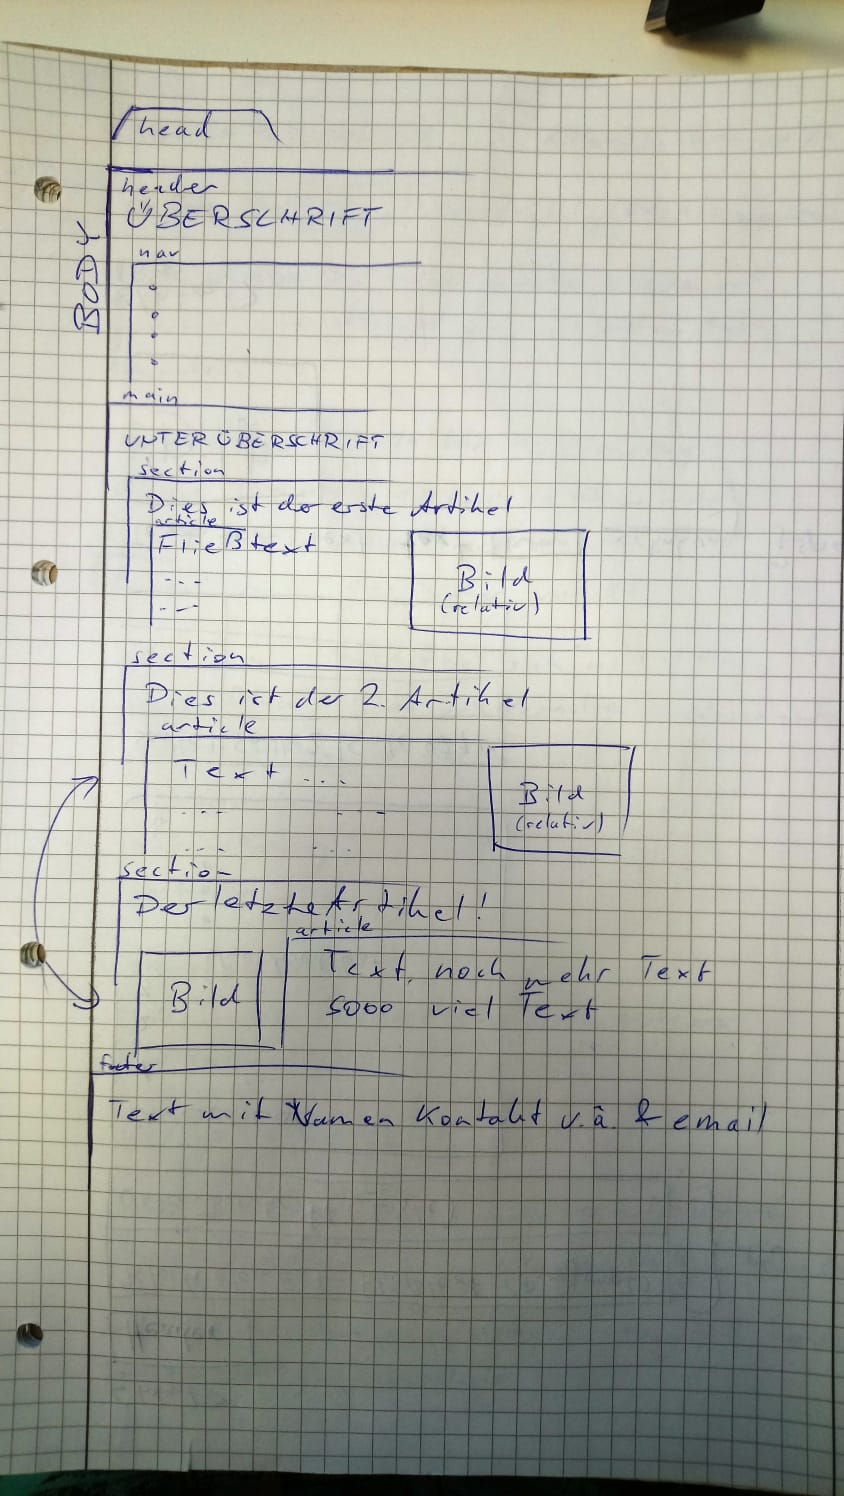 head
header
ÜBERSCHRIFT
BODY
nav
main
UNTERÜBERSCHRIFT
section
Dies ist der erste Artikel
article
Fließtext
Bild
(relativ)
section
Dies ist der 2. Artikel
article
Text ...
Bild
(relativ)
section
Der letzte Artikel!
article
Text, noch mehr Text
Bild
sooo viel Text
footer
Text mit Namen Kontakt u.ä. & email